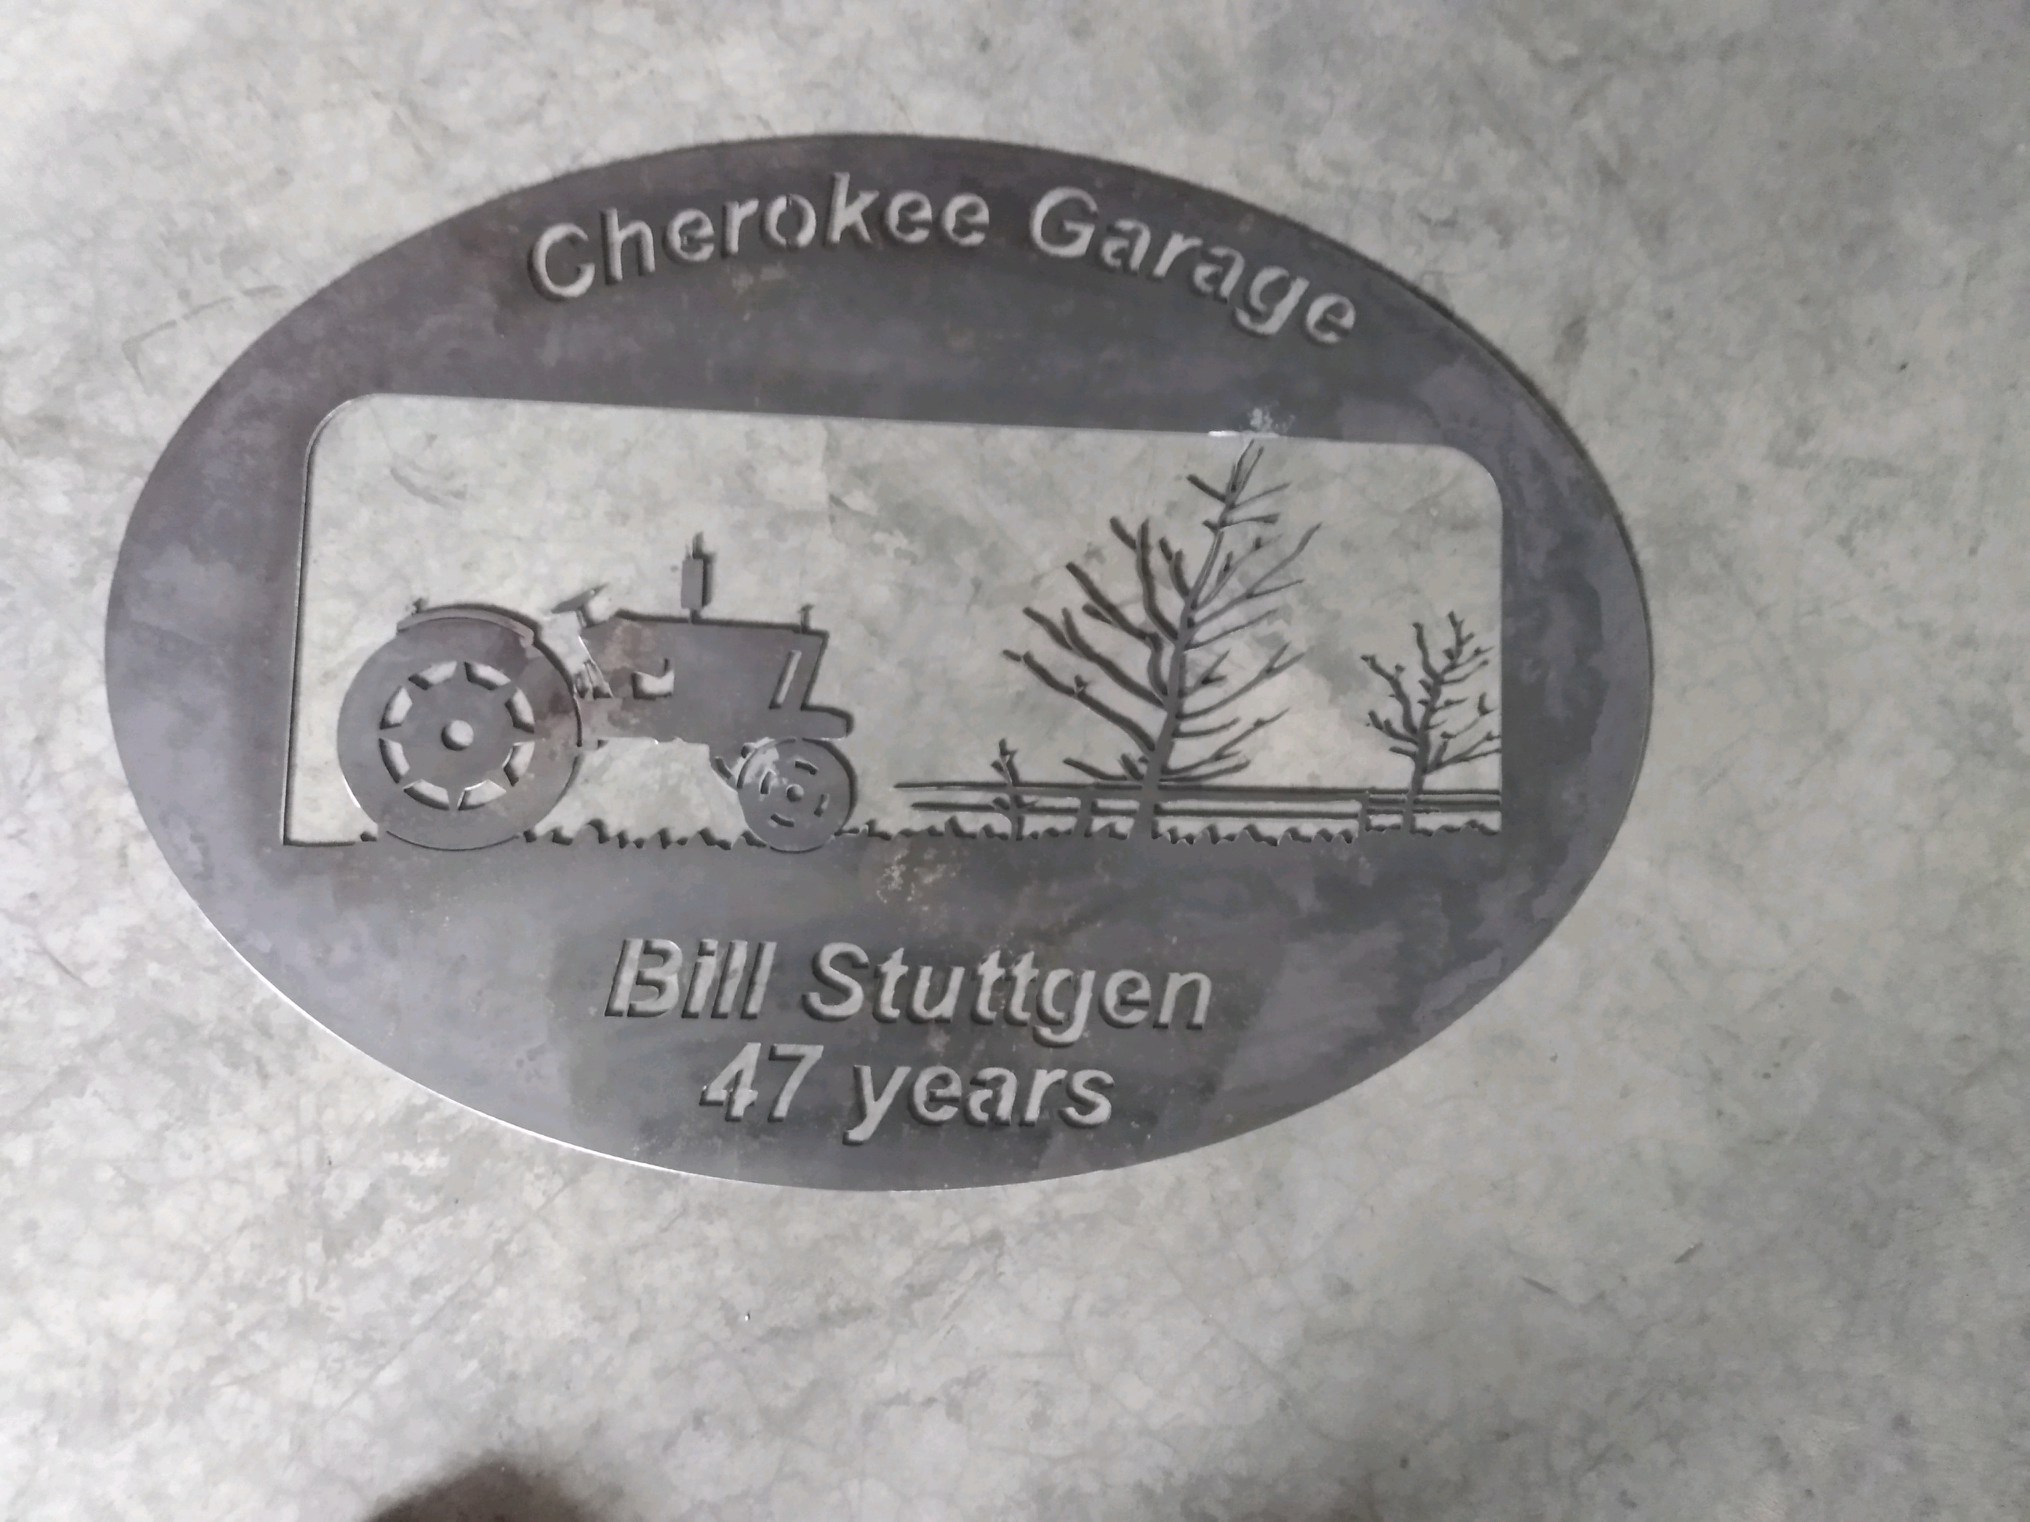 Cherokee Garage
Bill Stuttgen
47 years